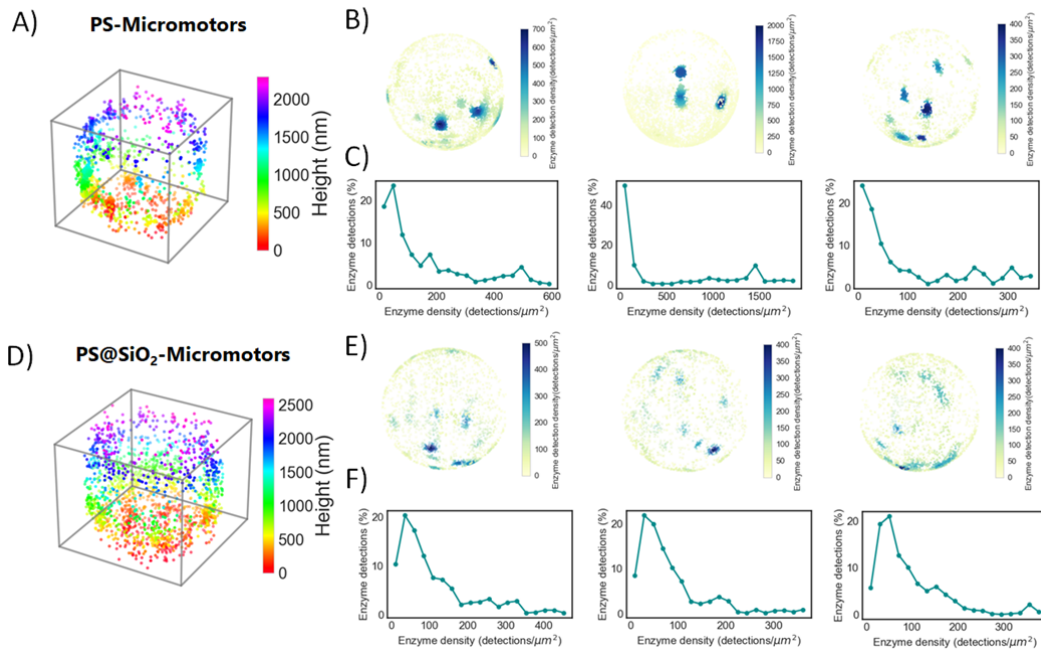 A)
PS-Micromotors
2000
1500
1000
500
0
Height (nm)
B)
700
600
500
400
300
200
100
0
Enzyme detection density(detections/μm²)
2000
1750
1500
1250
1000
750
500
250
0
Enzyme detection density(detections/μm²)
400
350
300
250
200
150
100
50
0
Enzyme detection density(detections/μm²)
C)
Enzyme detections (%)
20
10
0
0 200 400 600
Enzyme density (detections/μm²)
Enzyme detections (%)
40
20
0
0 500 1000 1500
Enzyme density (detections/μm²)
Enzyme detections (%)
20
10
0
0 100 200 300
Enzyme density (detections/μm²)
D)
PS@SiO₂-Micromotors
2500
2000
1500
1000
500
0
Height (nm)
E)
500
400
300
200
100
0
Enzyme detection density(detections/μm²)
400
350
300
250
200
150
100
50
0
Enzyme detection density(detections/μm²)
400
350
300
250
200
150
100
50
0
Enzyme detection density(detections/μm²)
F)
Enzyme detections (%)
20
10
0
0 200 400
Enzyme density (detections/μm²)
Enzyme detections (%)
20
10
0
0 100 200 300
Enzyme density (detections/μm²)
Enzyme detections (%)
20
10
0
0 100 200 300
Enzyme density (detections/μm²)